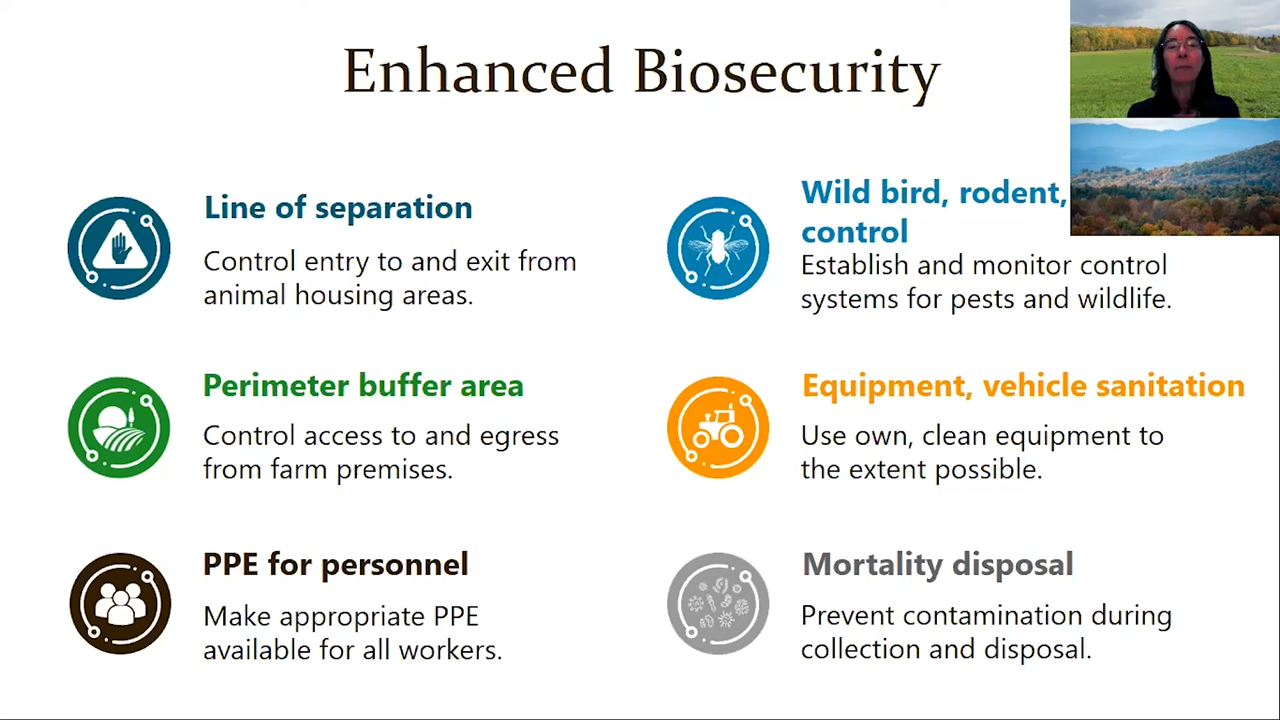 Enhanced Biosecurity
Line of separation
Control entry to and exit from
animal housing areas.
Perimeter buffer area
Control access to and egress
from farm premises.
PPE for personnel
Make appropriate PPE
available for all workers.
Wild bird, rodent,
control
Establish and monitor control
systems for pests and wildlife.
Equipment, vehicle sanitation
Use own, clean equipment to
the extent possible.
Mortality disposal
Prevent contamination during
collection and disposal.